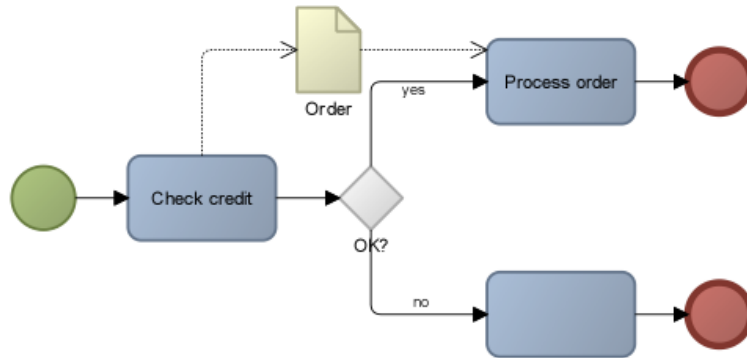 Order
yes
Process order
Check credit
OK?
no